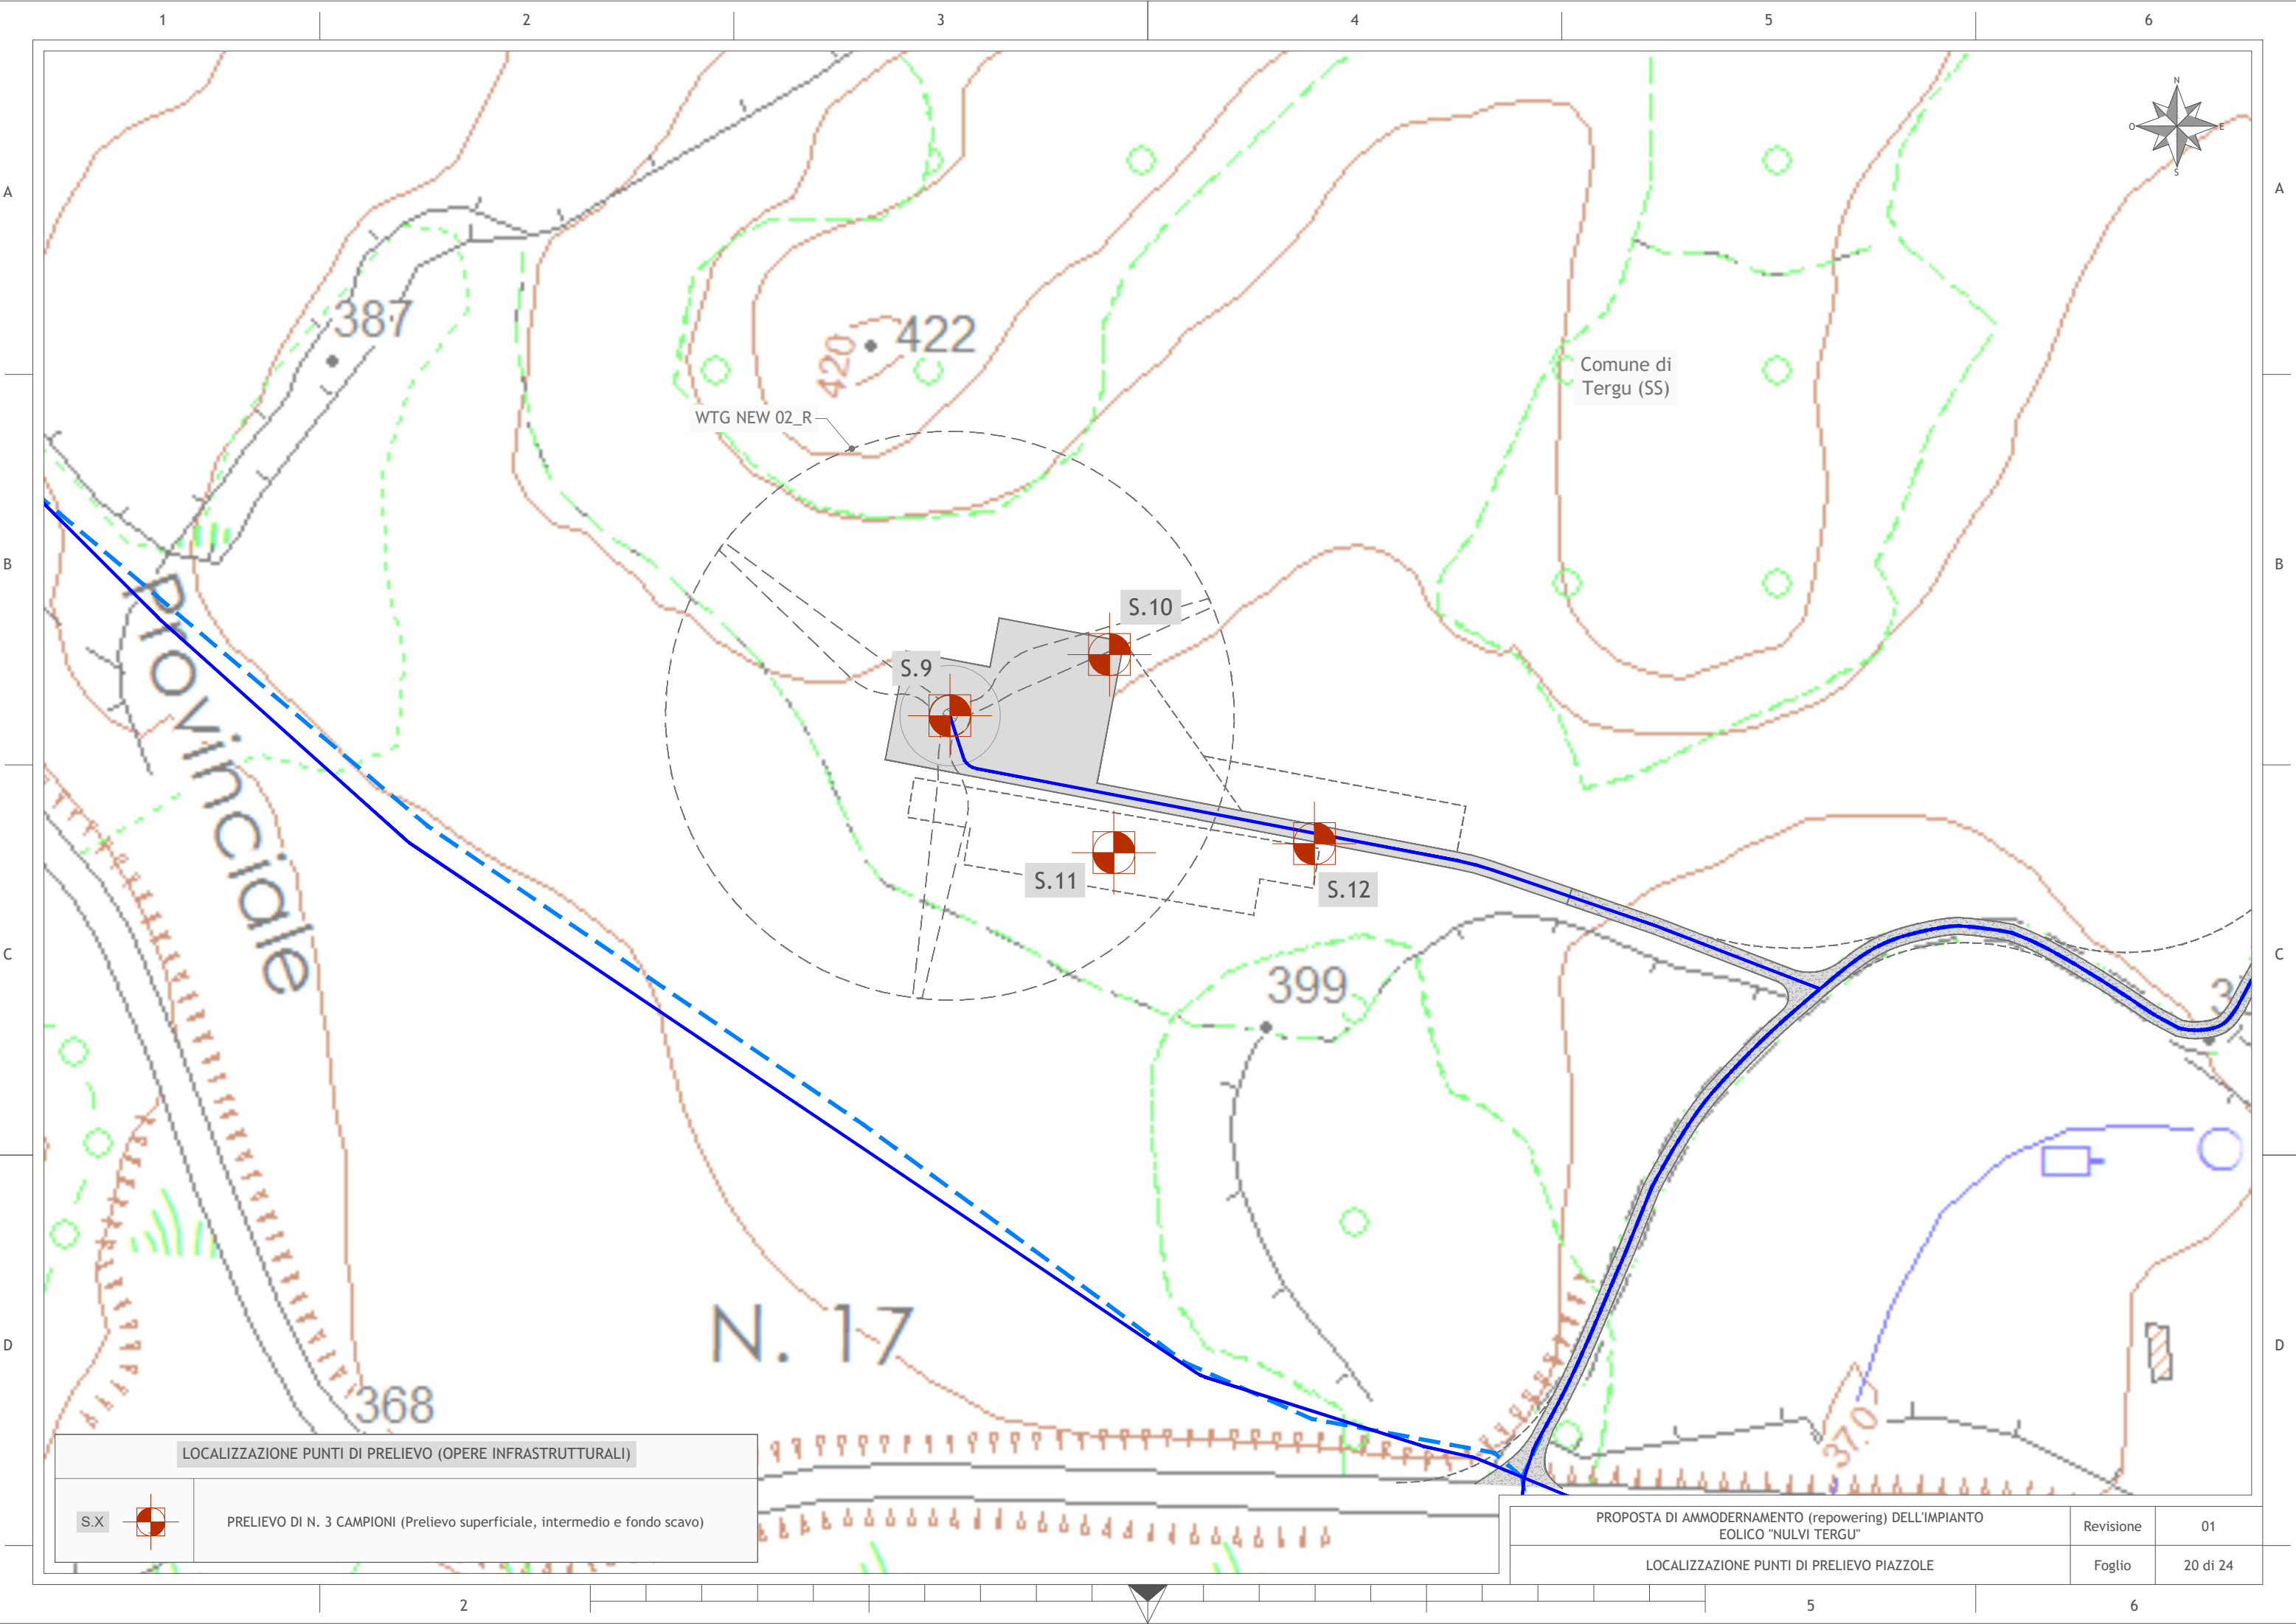 1 2 3 4 5 6
A A
N
O E
S
387
422
420
Comune di
Tergu (SS)
WTG NEW 02_R
B B
S.10
S.9
Provinciale
S.11
S.12
C C
399
N. 17
D D
368
370
LOCALIZZAZIONE PUNTI DI PRELIEVO (OPERE INFRASTRUTTURALI)
S.X PRELIEVO DI N. 3 CAMPIONI (Prelievo superficiale, intermedio e fondo scavo)
PROPOSTA DI AMMODERNAMENTO (repowering) DELL'IMPIANTO
EOLICO "NULVI TERGU"
Revisione 01
LOCALIZZAZIONE PUNTI DI PRELIEVO PIAZZOLE
Foglio 20 di 24
2 5 6